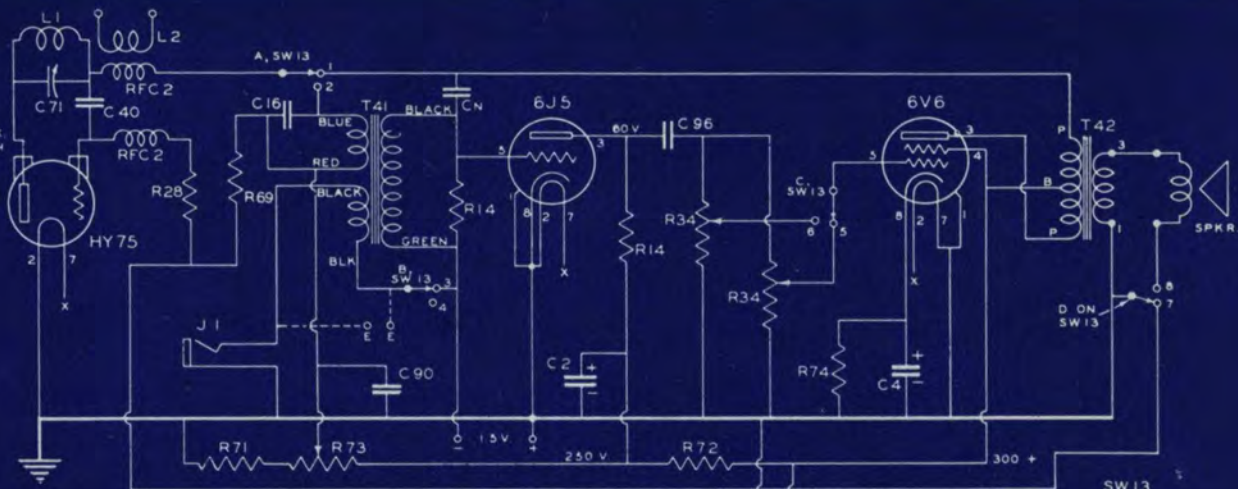 L1
L2
A, SW13
1
2
C71
RFC2
C40
RFC2
HY75
2
7
X
R28
R69
C16
BLUE
T41
RED
BLACK
BLACK
CN
R14
GREEN
BLK
B, SW13
3
4
E E
J1
C90
6J5
5
3
1
8
2
7
X
60V
C96
R14
R34
R34
C, SW13
6
5
C2
+
-
6V6
5
3
4
8
2
7
1
X
R74
C4
+
-
P
B
P
T42
3
1
SPKR.
8
7
D ON
SW13
- 1.5V +
R71
R73
250 V
R72
300 +
SW13